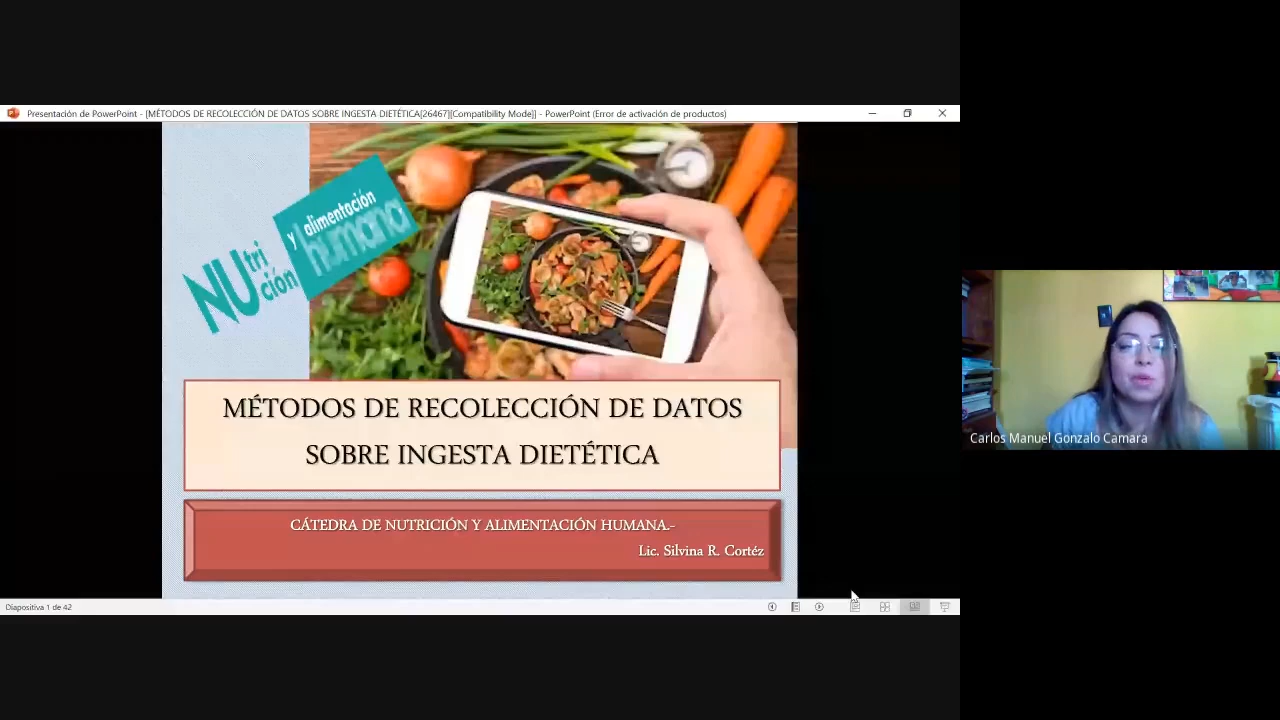 Presentación de PowerPoint - [MÉTODOS DE RECOLECCIÓN DE DATOS SOBRE INGESTA DIETÉTICA[26467][Compatibility Mode]] - PowerPoint (Error de activación de productos)
NUtrición
y alimentación
humana
MÉTODOS DE RECOLECCIÓN DE DATOS
SOBRE INGESTA DIETÉTICA
CÁTEDRA DE NUTRICIÓN Y ALIMENTACIÓN HUMANA.-
Lic. Silvina R. Cortéz
Diapositiva 1 de 42
Carlos Manuel Gonzalo Camara